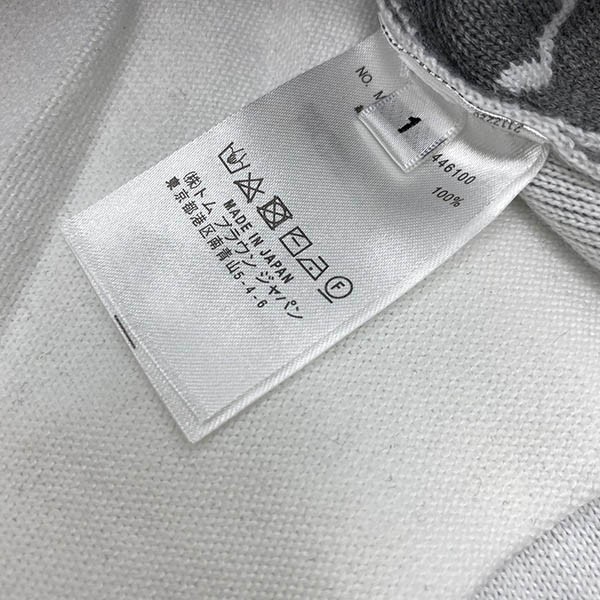 NO. M
1
446100
100%
MADE IN JAPAN
(株)トム ブラウン ジャパン
東京都港区南青山5-4-6
F